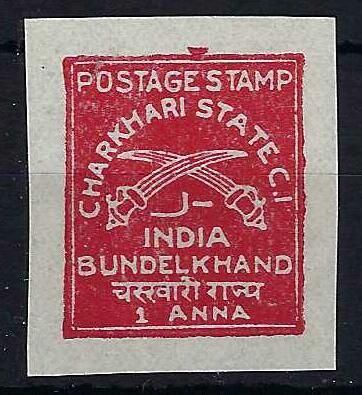 POSTAGE STAMP
CHARKHARI STATE C.I
INDIA
BUNDELKHAND
चरखारी राज्य
1 ANNA